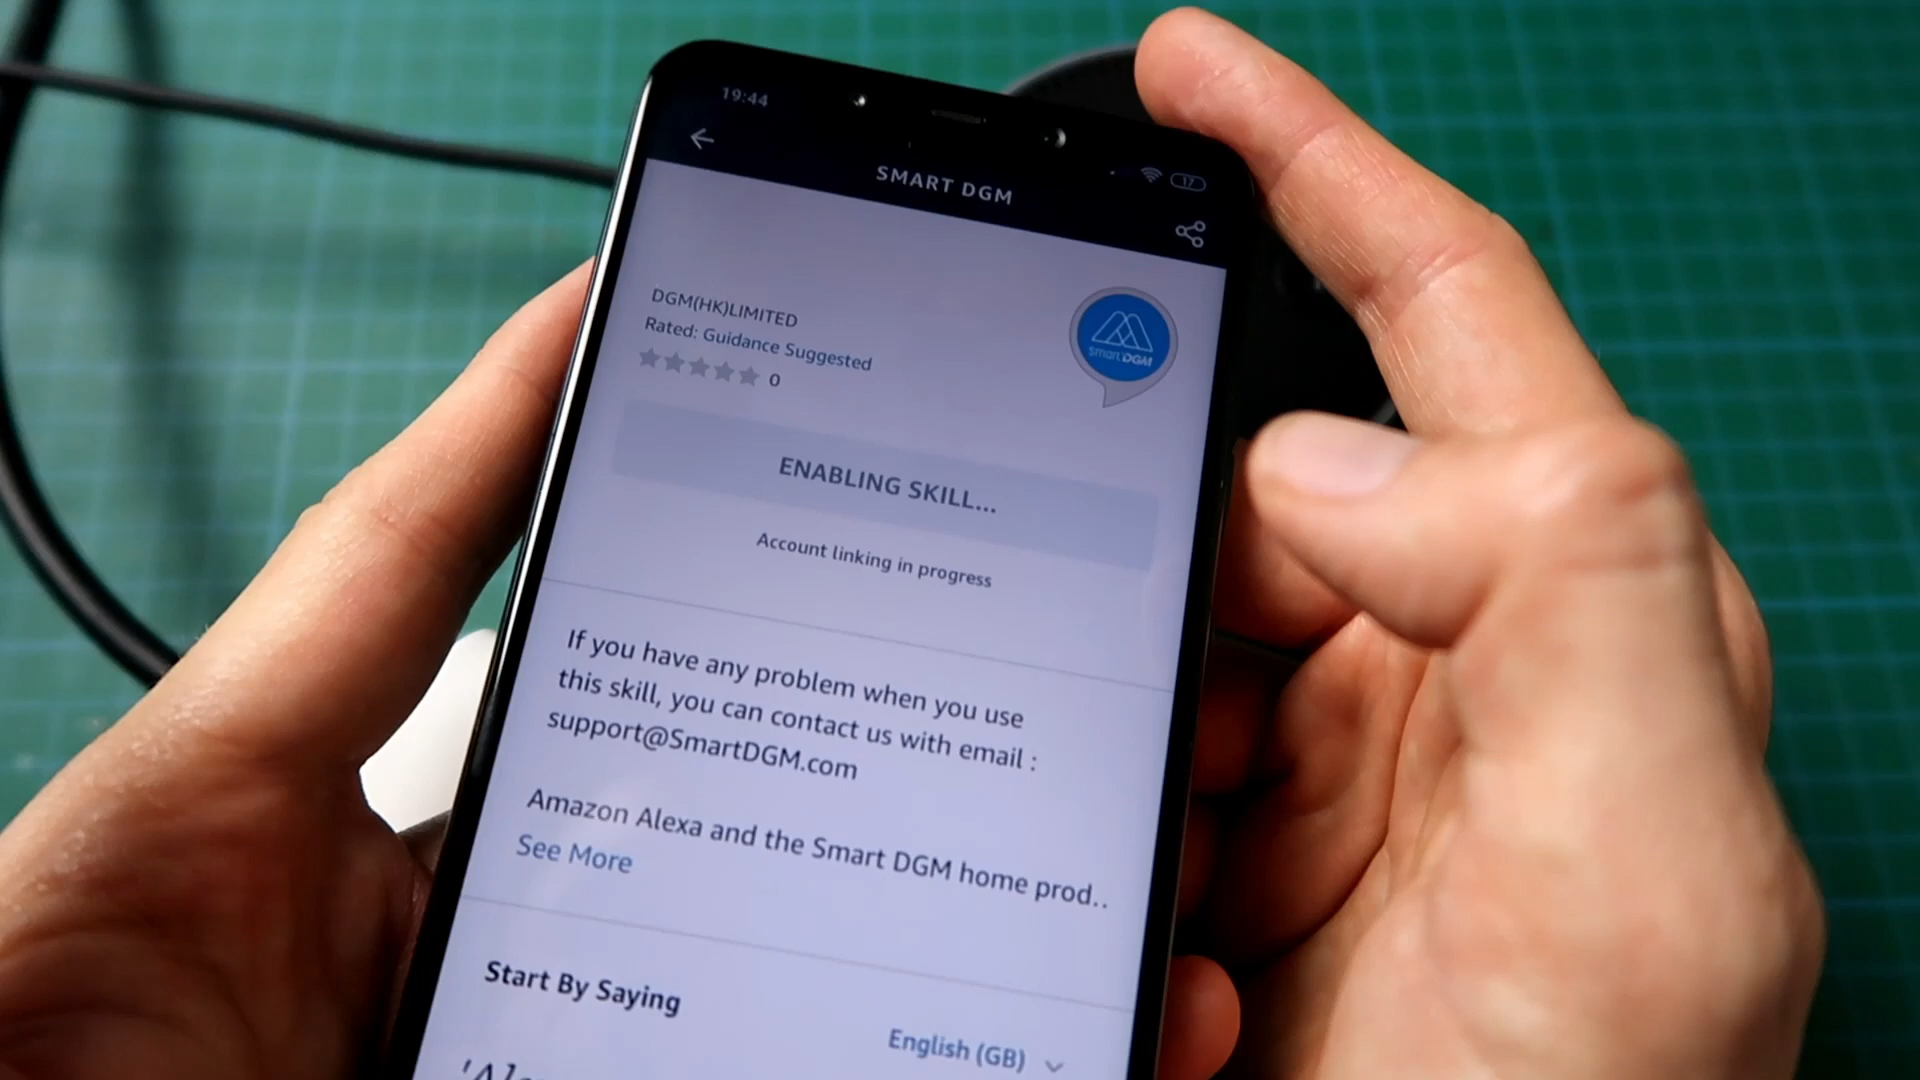 19:44
17
SMART DGM
DGM(HK)LIMITED
Rated: Guidance Suggested
0
smartDGM
ENABLING SKILL...
Account linking in progress
If you have any problem when you use
this skill, you can contact us with email :
support@SmartDGM.com
Amazon Alexa and the Smart DGM home prod..
See More
Start By Saying
English (GB)